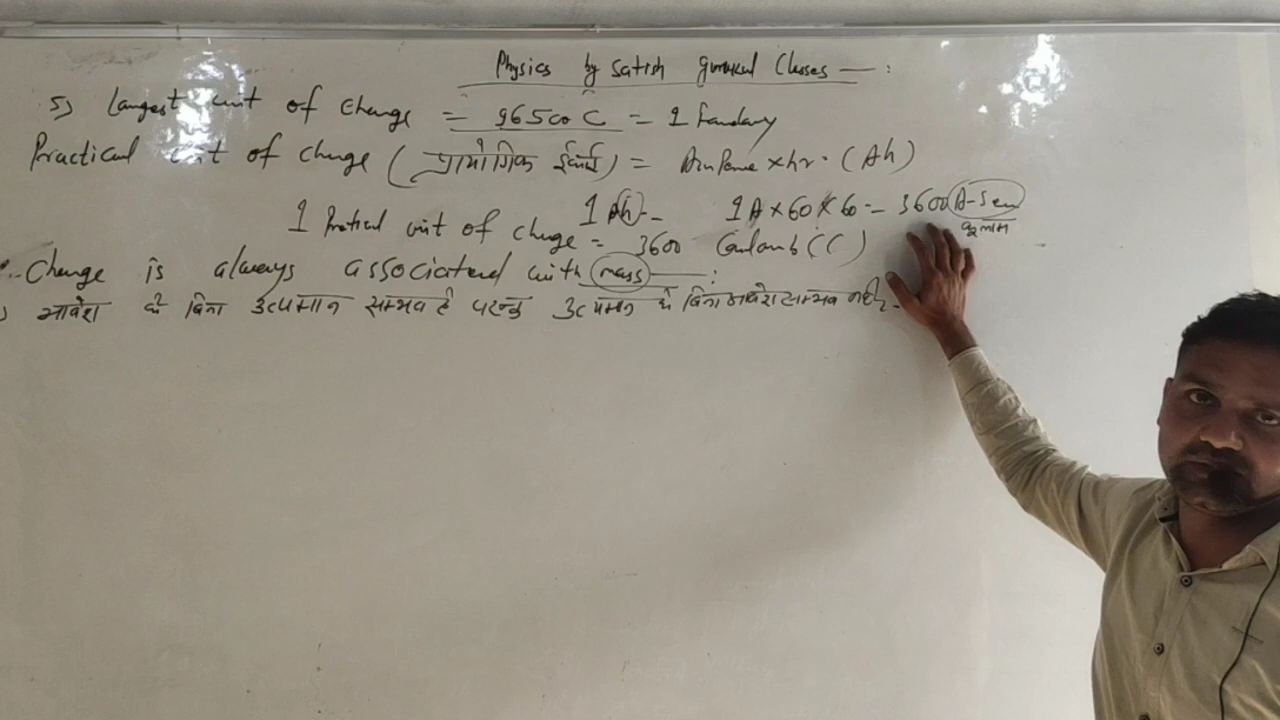 Physics by Satish gurukul Classes — :
5) Largest unit of Charge = 96500 C = 1 Faraday
Practical unit of charge (प्रायोगिक ईकाई) = Ampere × hr. (Ah)
1 Ah - 1A × 60 × 60 = 3600 A-Sec
1 Practical unit of charge = 3600 Coulomb (C)
कूलाम
Charge is always associated with mass — :
आवेश के बिना द्रव्यमान सम्भव है परन्तु द्रव्यमान के बिना आवेश सम्भव नहीं -